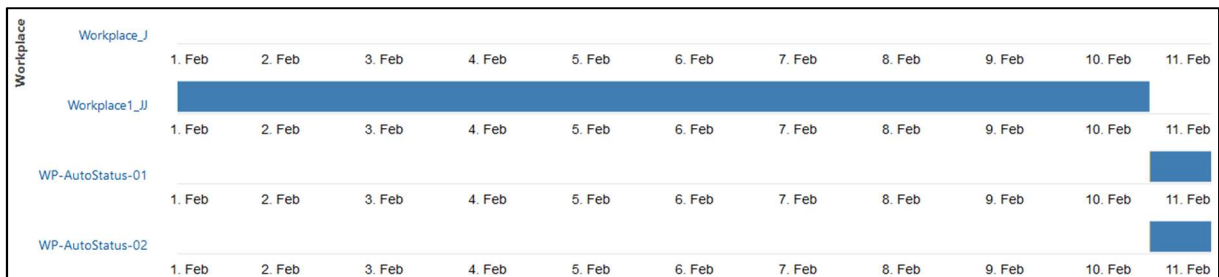 Workplace
Workplace_J
1. Feb 2. Feb 3. Feb 4. Feb 5. Feb 6. Feb 7. Feb 8. Feb 9. Feb 10. Feb 11. Feb
Workplace1_JJ
1. Feb 2. Feb 3. Feb 4. Feb 5. Feb 6. Feb 7. Feb 8. Feb 9. Feb 10. Feb 11. Feb
WP-AutoStatus-01
1. Feb 2. Feb 3. Feb 4. Feb 5. Feb 6. Feb 7. Feb 8. Feb 9. Feb 10. Feb 11. Feb
WP-AutoStatus-02
1. Feb 2. Feb 3. Feb 4. Feb 5. Feb 6. Feb 7. Feb 8. Feb 9. Feb 10. Feb 11. Feb